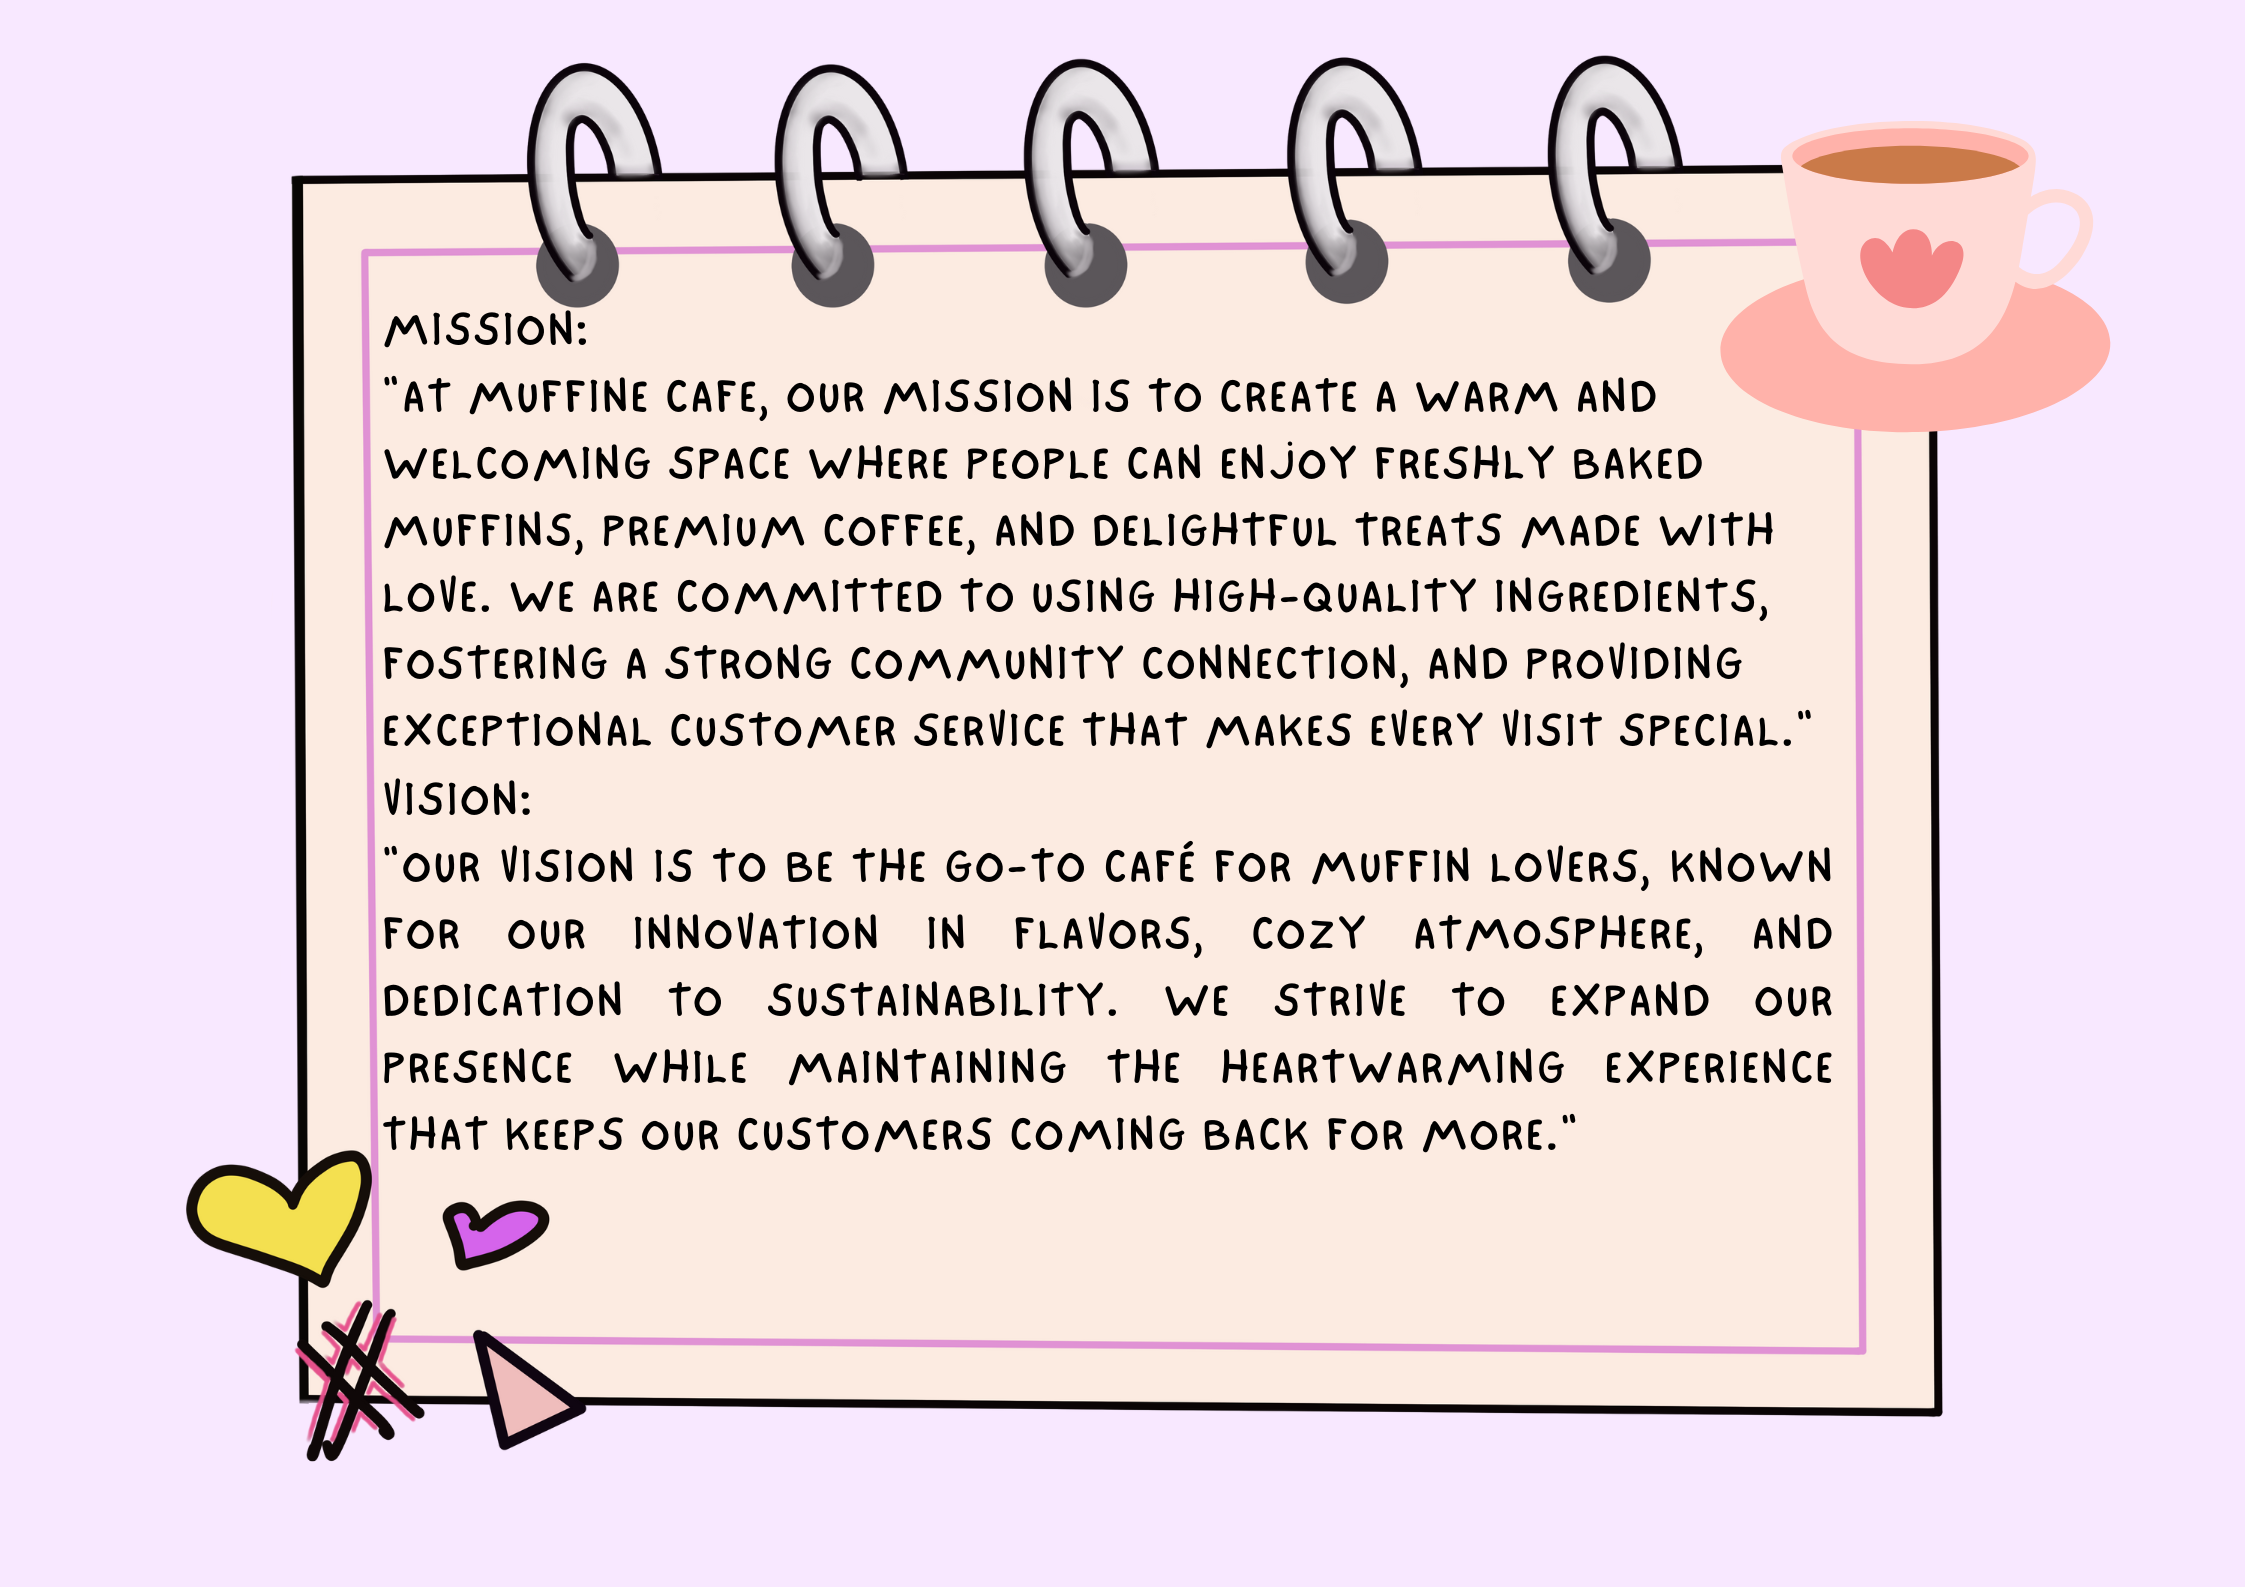 MISSION:
"AT MUFFINE CAFE, OUR MISSION IS TO CREATE A WARM AND
WELCOMING SPACE WHERE PEOPLE CAN ENJOY FRESHLY BAKED
MUFFINS, PREMIUM COFFEE, AND DELIGHTFUL TREATS MADE WITH
LOVE. WE ARE COMMITTED TO USING HIGH-QUALITY INGREDIENTS,
FOSTERING A STRONG COMMUNITY CONNECTION, AND PROVIDING
EXCEPTIONAL CUSTOMER SERVICE THAT MAKES EVERY VISIT SPECIAL."
VISION:
"OUR VISION IS TO BE THE GO-TO CAFÉ FOR MUFFIN LOVERS, KNOWN
FOR OUR INNOVATION IN FLAVORS, COZY ATMOSPHERE, AND
DEDICATION TO SUSTAINABILITY. WE STRIVE TO EXPAND OUR
PRESENCE WHILE MAINTAINING THE HEARTWARMING EXPERIENCE
THAT KEEPS OUR CUSTOMERS COMING BACK FOR MORE."